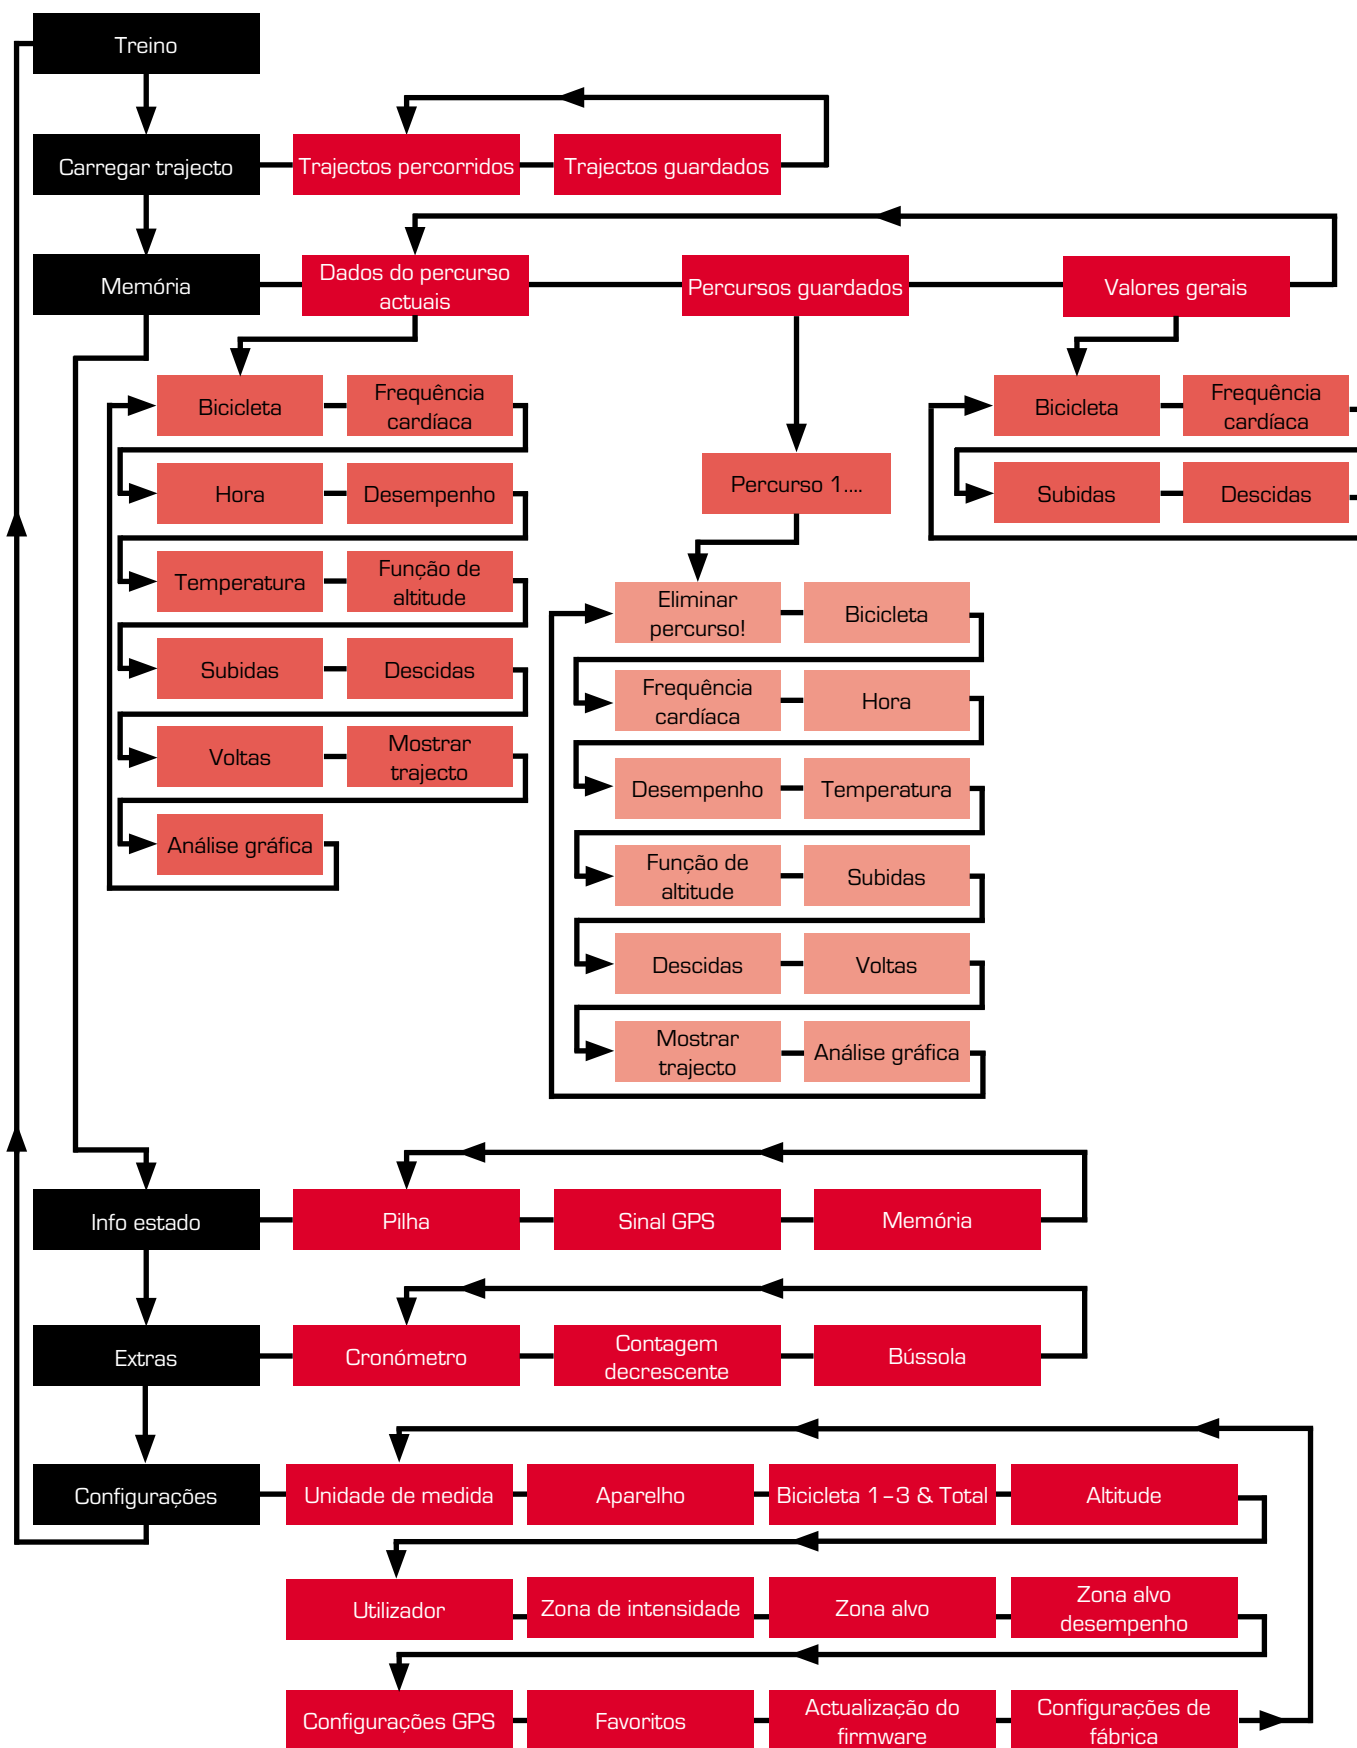 Treino
Carregar trajecto
Trajectos percorridos
Trajectos guardados
Memória
Dados do percurso
actuais
Percursos guardados
Valores gerais
Bicicleta
Frequência
cardíaca
Hora
Desempenho
Temperatura
Função de
altitude
Subidas
Descidas
Voltas
Mostrar
trajecto
Análise gráfica
Percurso 1....
Eliminar
percurso!
Bicicleta
Frequência
cardíaca
Hora
Desempenho
Temperatura
Função de
altitude
Subidas
Descidas
Voltas
Mostrar
trajecto
Análise gráfica
Bicicleta
Frequência
cardíaca
Subidas
Descidas
Info estado
Pilha
Sinal GPS
Memória
Extras
Cronómetro
Contagem
decrescente
Bússola
Configurações
Unidade de medida
Aparelho
Bicicleta 1–3 & Total
Altitude
Utilizador
Zona de intensidade
Zona alvo
Zona alvo
desempenho
Configurações GPS
Favoritos
Actualização do
firmware
Configurações de
fábrica